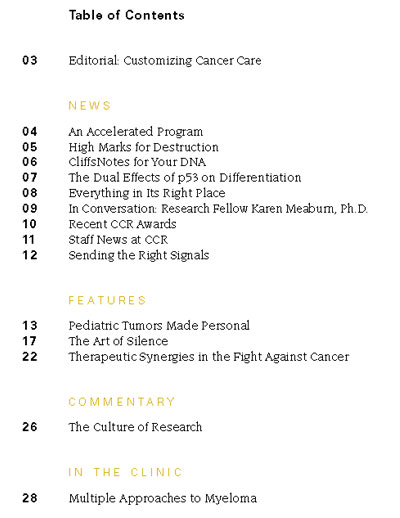 Table of Contents
03 Editorial: Customizing Cancer Care
NEWS
04 An Accelerated Program
05 High Marks for Destruction
06 CliffsNotes for Your DNA
07 The Dual Effects of p53 on Differentiation
08 Everything in Its Right Place
09 In Conversation: Research Fellow Karen Meaburn, Ph.D.
10 Recent CCR Awards
11 Staff News at CCR
12 Sending the Right Signals
FEATURES
13 Pediatric Tumors Made Personal
17 The Art of Silence
22 Therapeutic Synergies in the Fight Against Cancer
COMMENTARY
26 The Culture of Research
IN THE CLINIC
28 Multiple Approaches to Myeloma